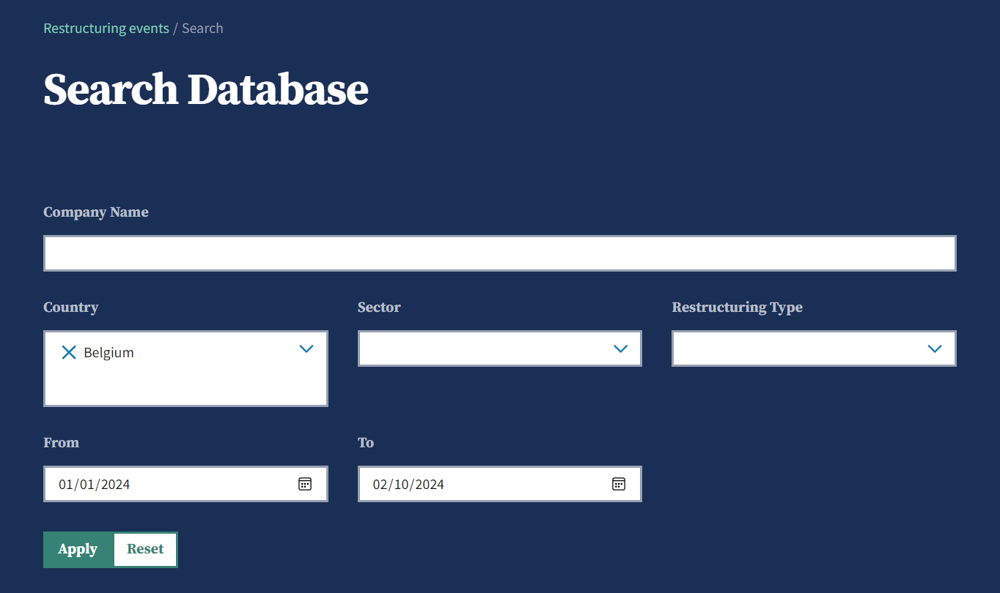 Restructuring events / Search
Search Database
Company Name
Country Sector Restructuring Type
Belgium
From To
01/01/2024 02/10/2024
Apply Reset